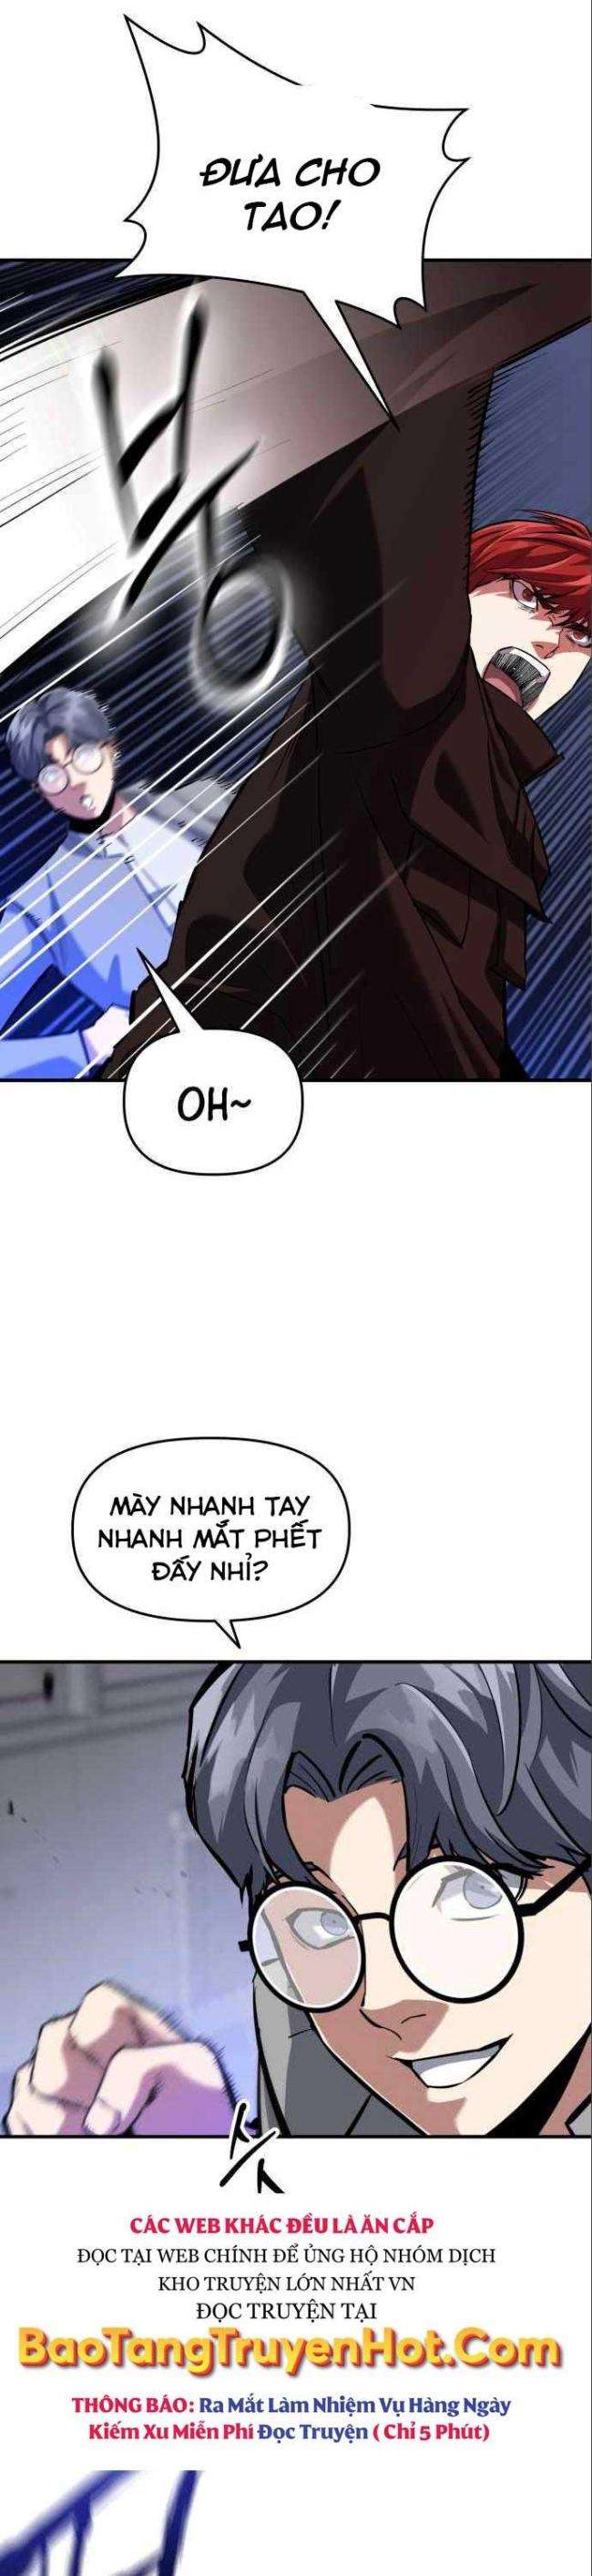 ĐƯA CHO
TAO!
OH~
MÀY NHANH TAY
NHANH MẮT PHẾT
ĐẤY NHỈ?
CÁC WEB KHÁC ĐỀU LÀ ĂN CẮP
ĐỌC TẠI WEB CHÍNH ĐỂ ỦNG HỘ NHÓM DỊCH
KHO TRUYỆN LỚN NHẤT VN
ĐỌC TRUYỆN TẠI
BaoTangTruyenHot.Com
THÔNG BÁO: Ra Mắt Làm Nhiệm Vụ Hàng Ngày
Kiếm Xu Miễn Phí Đọc Truyện ( Chỉ 5 Phút)